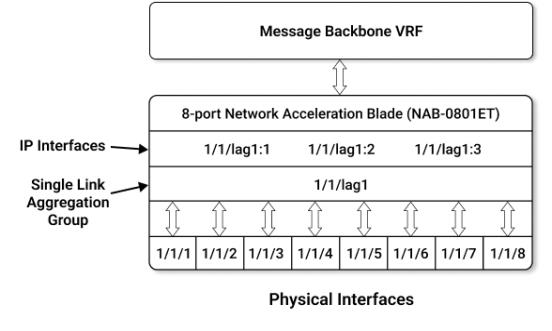 Message Backbone VRF
8-port Network Acceleration Blade (NAB-0801ET)
IP Interfaces
1/1/lag1:1 1/1/lag1:2 1/1/lag1:3
Single Link
Aggregation
Group
1/1/lag1
1/1/1 1/1/2 1/1/3 1/1/4 1/1/5 1/1/6 1/1/7 1/1/8
Physical Interfaces